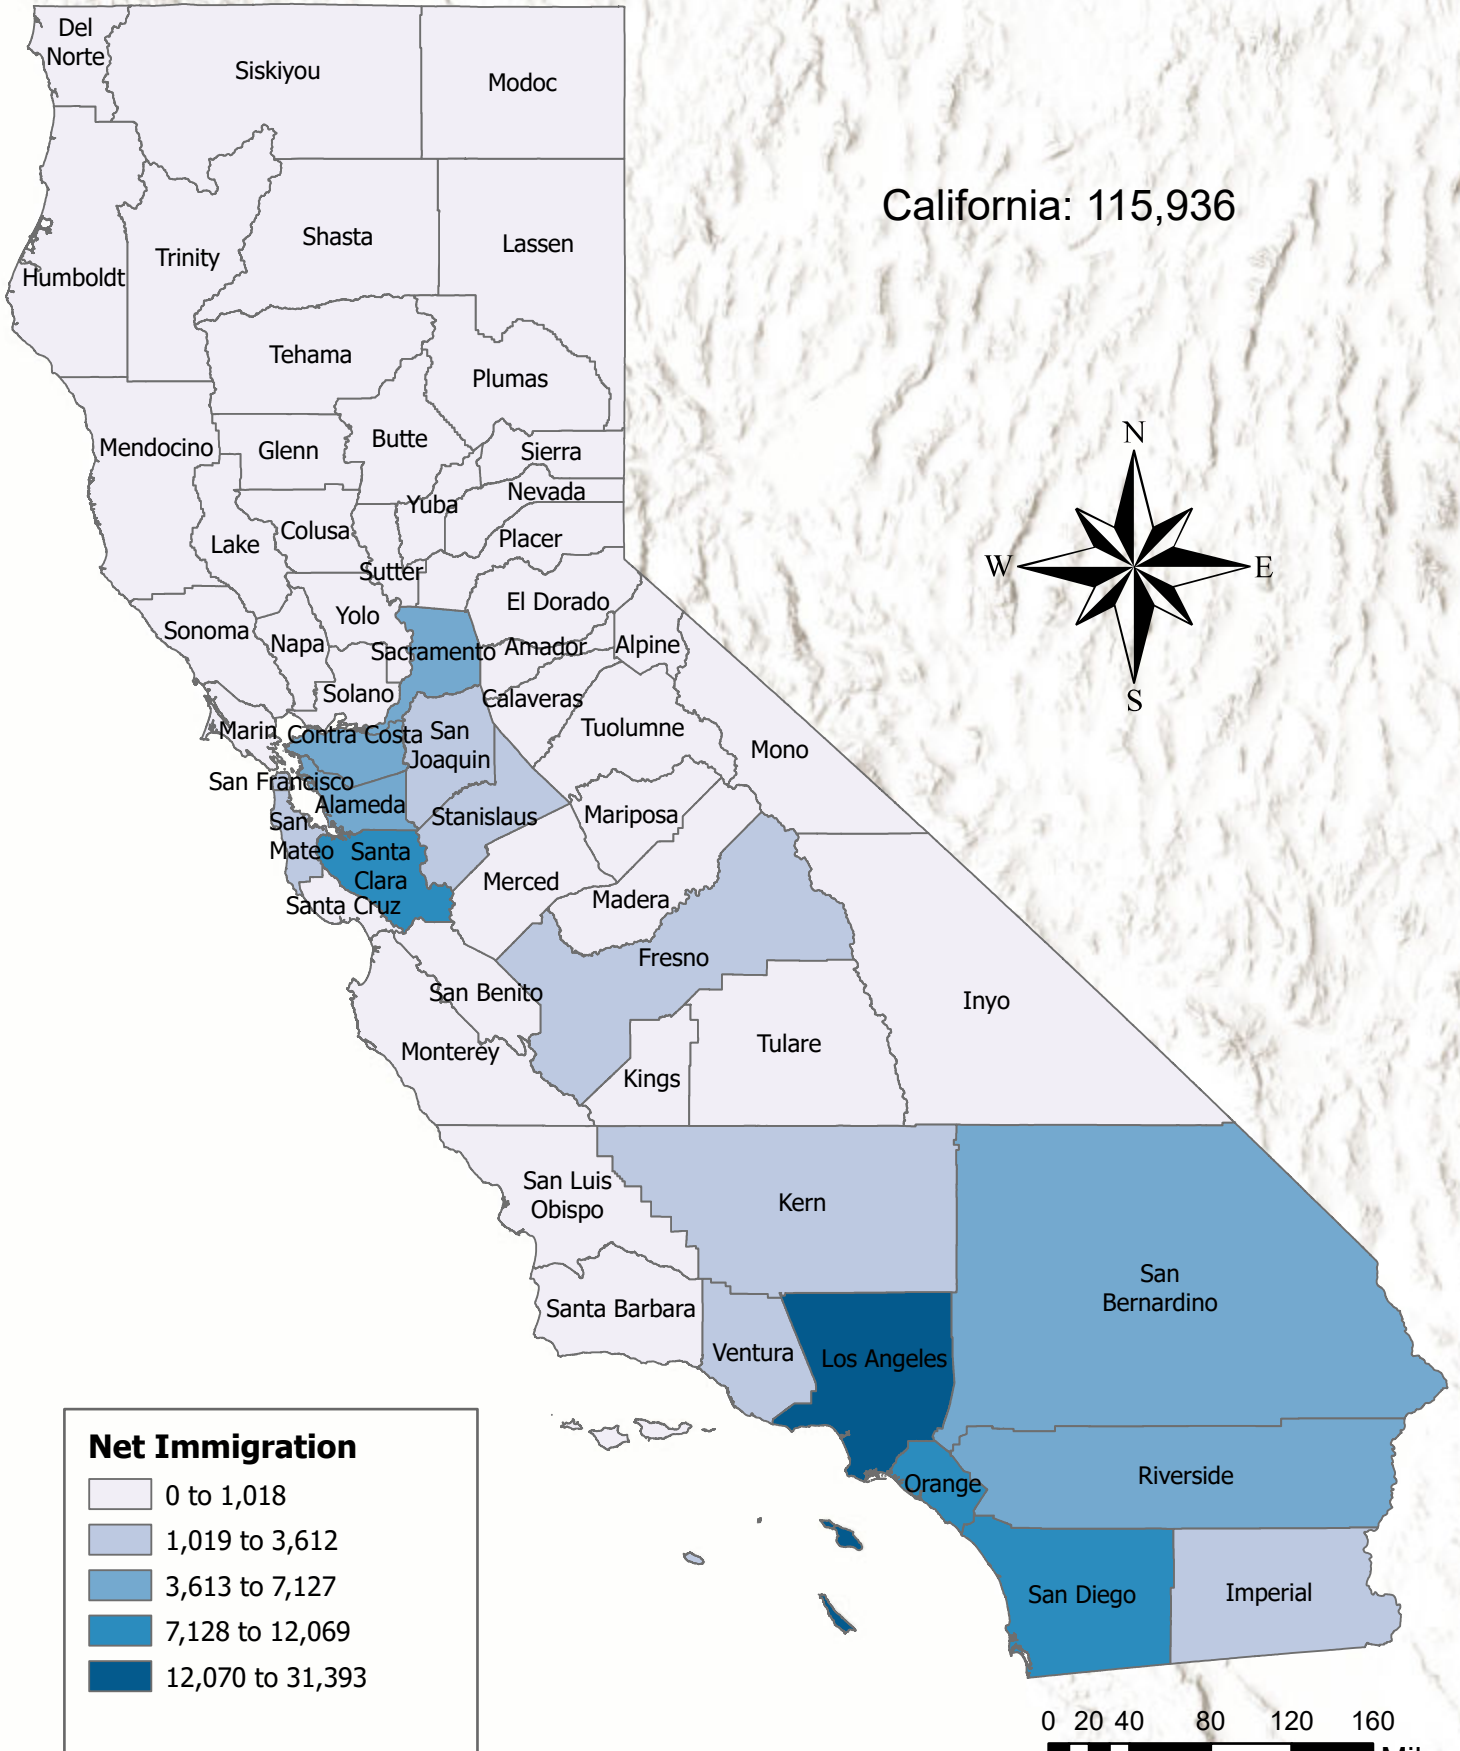 Del
Norte
Siskiyou
Modoc
California: 115,936
Humboldt
Trinity
Shasta
Lassen
Tehama
Plumas
Mendocino
Glenn
Butte
Sierra
Nevada
Yuba
Colusa
Lake
Placer
Sutter
Yolo
El Dorado
Sonoma
Napa
Sacramento
Amador
Alpine
Solano
Calaveras
Marin
Contra Costa
San
Joaquin
Tuolumne
Mono
San Francisco
Alameda
Stanislaus
Mariposa
San
Mateo
Santa
Clara
Santa Cruz
Merced
Madera
Fresno
San Benito
Inyo
Monterey
Kings
Tulare
San Luis
Obispo
Kern
San
Bernardino
Santa Barbara
Ventura
Los Angeles
Orange
Riverside
San Diego
Imperial
N
W
E
S
Net Immigration
0 to 1,018
1,019 to 3,612
3,613 to 7,127
7,128 to 12,069
12,070 to 31,393
0 20 40 80 120 160